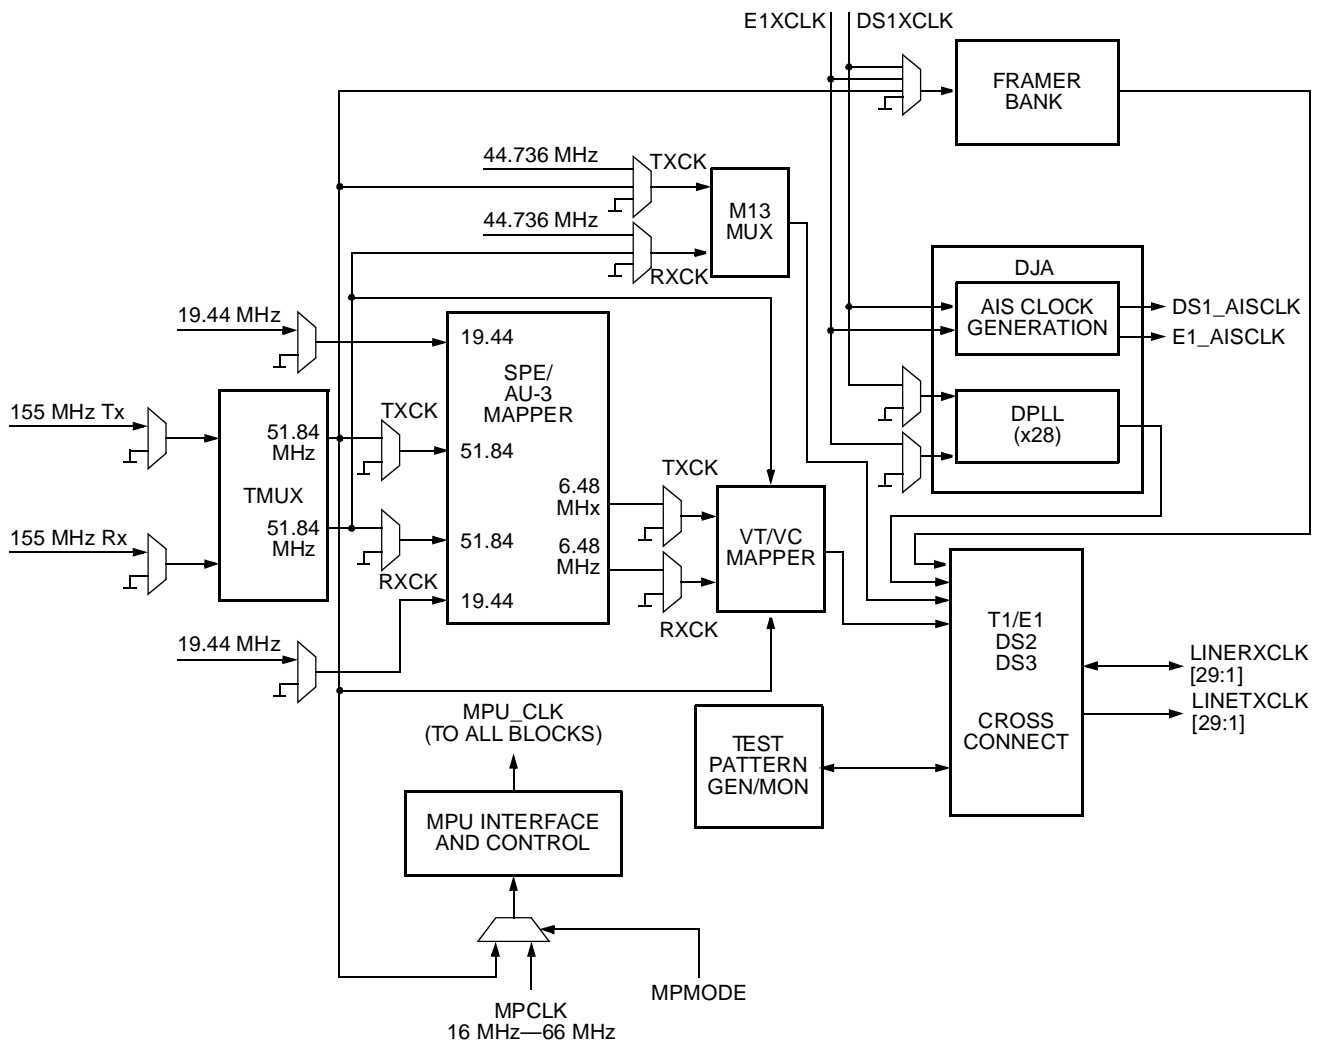 E1XCLK
DS1XCLK
FRAMER
BANK
44.736 MHz
TXCK
M13
MUX
44.736 MHz
RXCK
DJA
AIS CLOCK
GENERATION
DS1_AISCLK
E1_AISCLK
19.44 MHz
19.44
SPE/
AU-3
MAPPER
155 MHz Tx
51.84
MHz
TXCK
51.84
DPLL
(x28)
TMUX
6.48
MHx
TXCK
155 MHz Rx
51.84
MHz
51.84
6.48
MHz
VT/VC
MAPPER
RXCK
19.44
RXCK
19.44 MHz
T1/E1
DS2
DS3
CROSS
CONNECT
LINERXCLK
[29:1]
LINETXCLK
[29:1]
MPU_CLK
(TO ALL BLOCKS)
TEST
PATTERN
GEN/MON
MPU INTERFACE
AND CONTROL
MPMODE
MPCLK
16 MHz—66 MHz